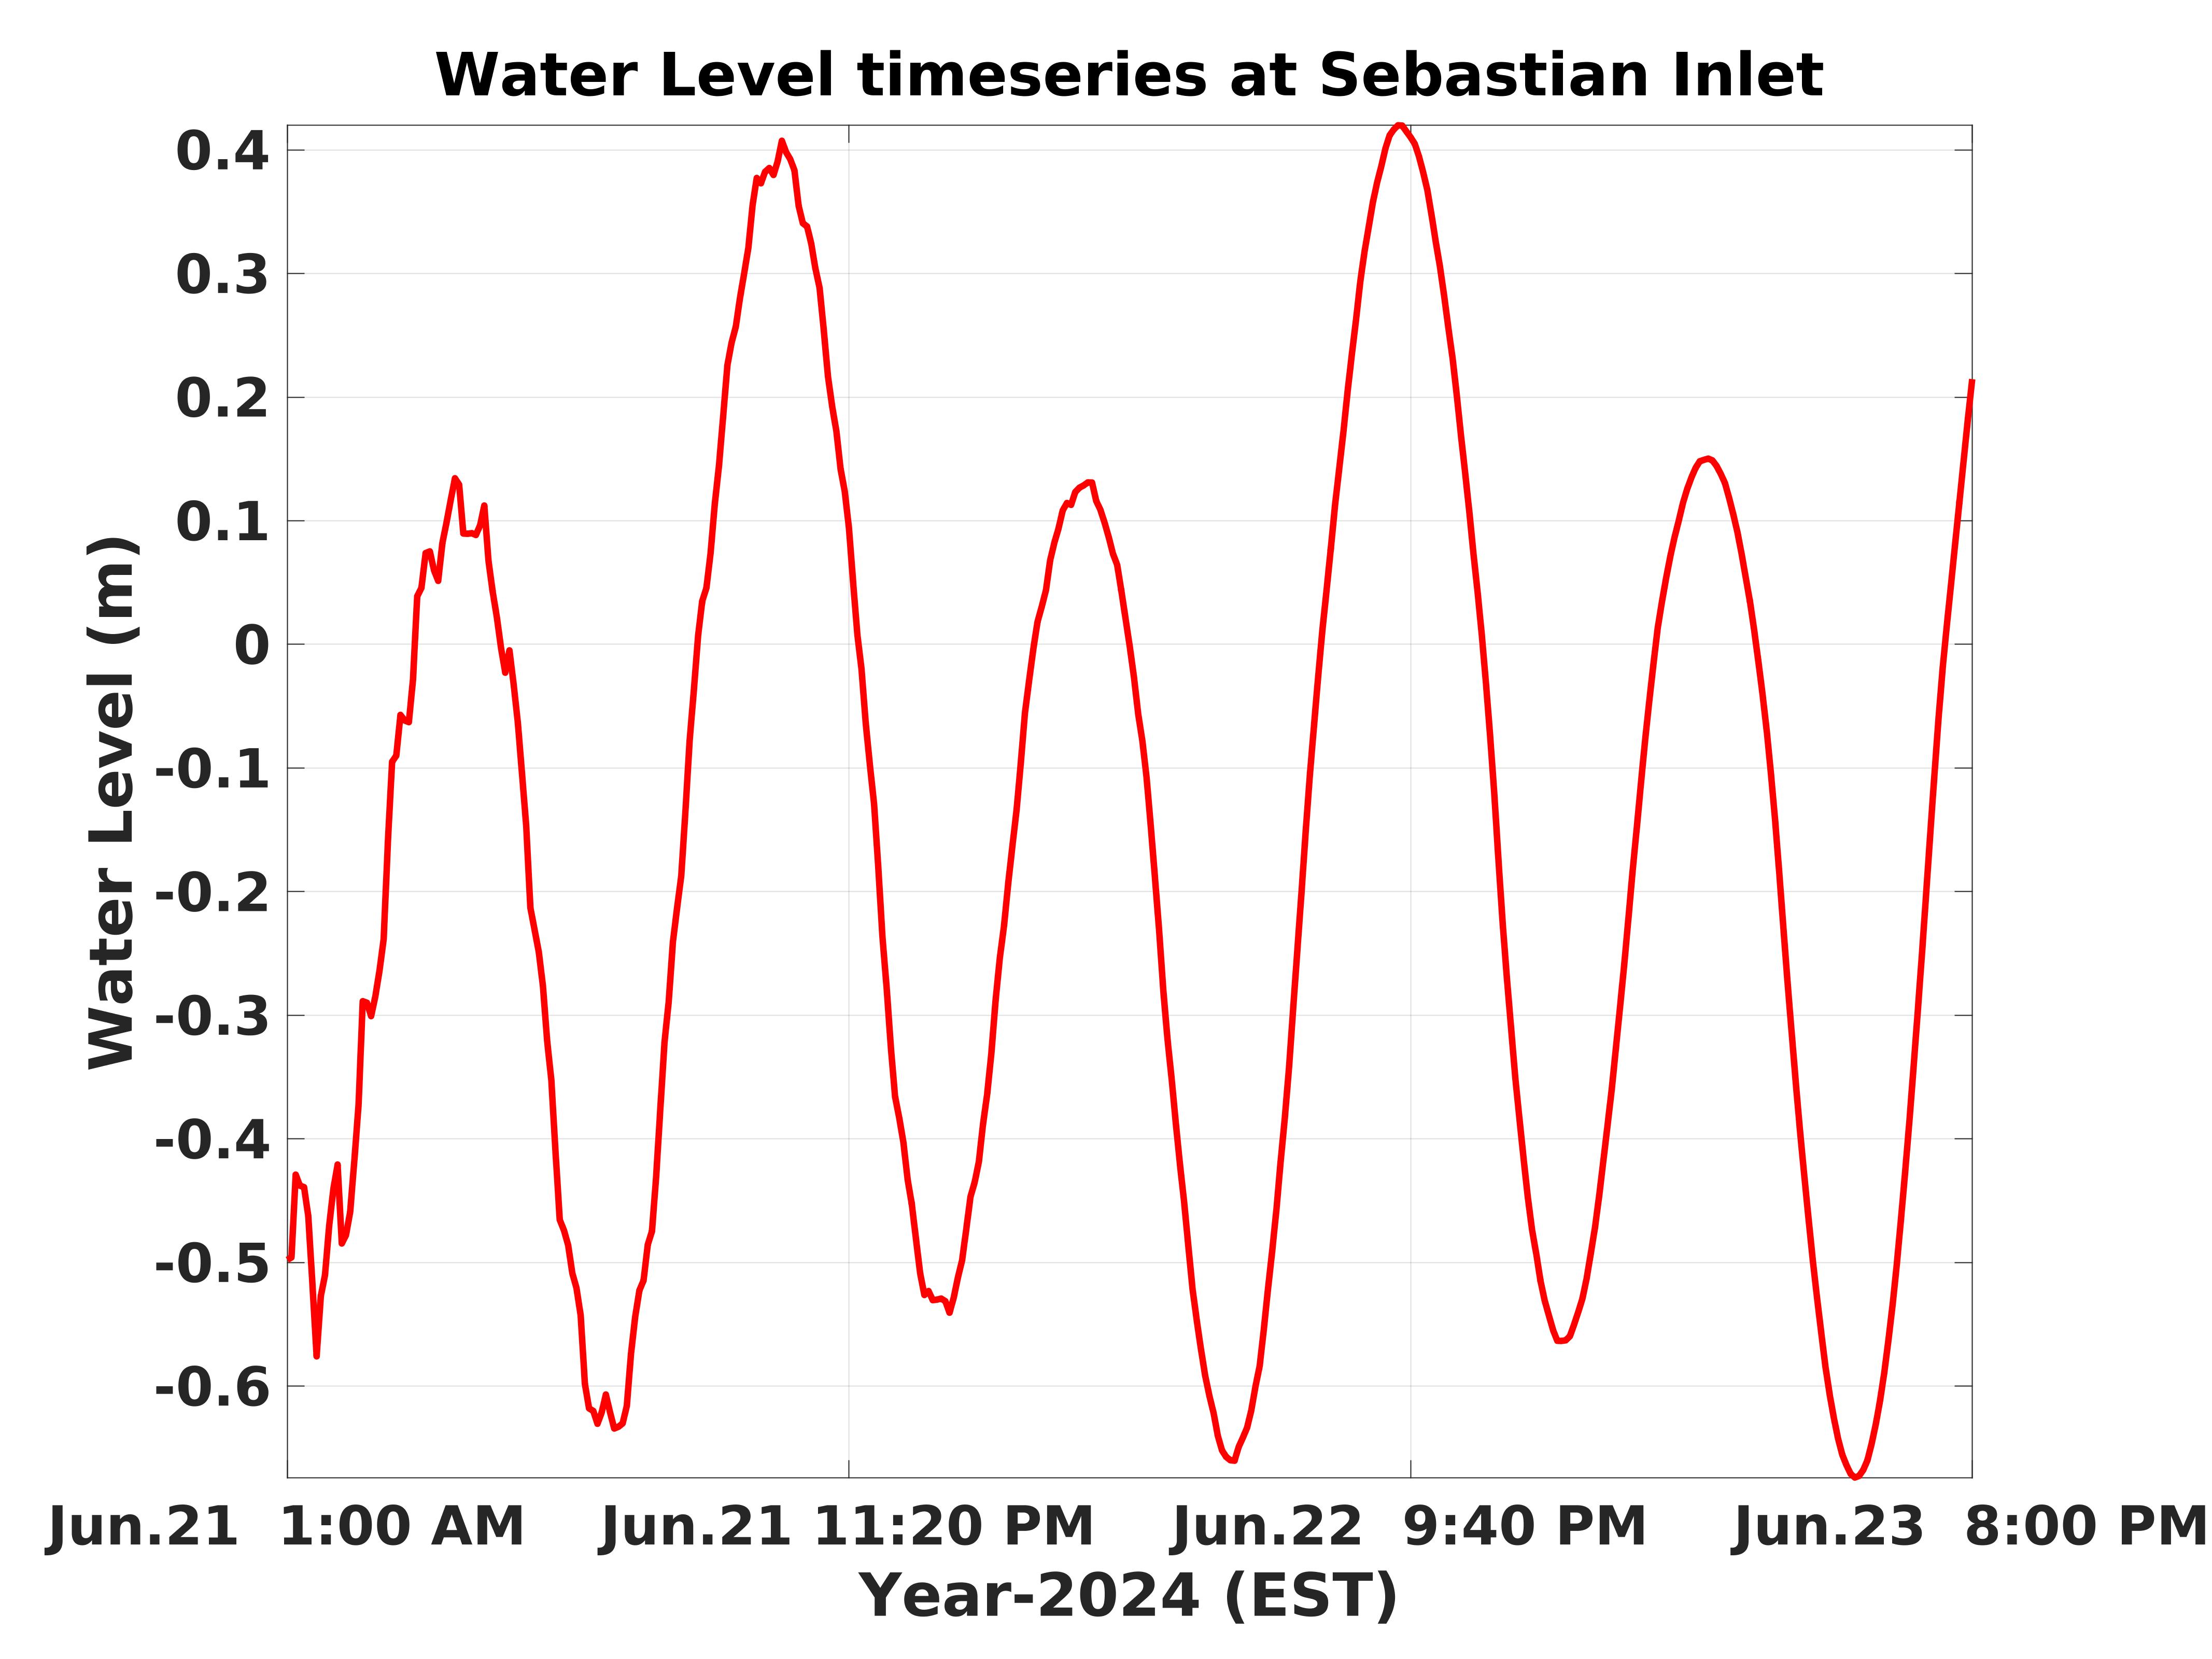 Water Level timeseries at Sebastian Inlet
0.4
0.3
0.2
0.1
0
-0.1
-0.2
-0.3
-0.4
-0.5
-0.6
Water Level (m)
Jun.21 1:00 AM
Jun.21 11:20 PM
Jun.22 9:40 PM
Jun.23 8:00 PM
Year-2024 (EST)